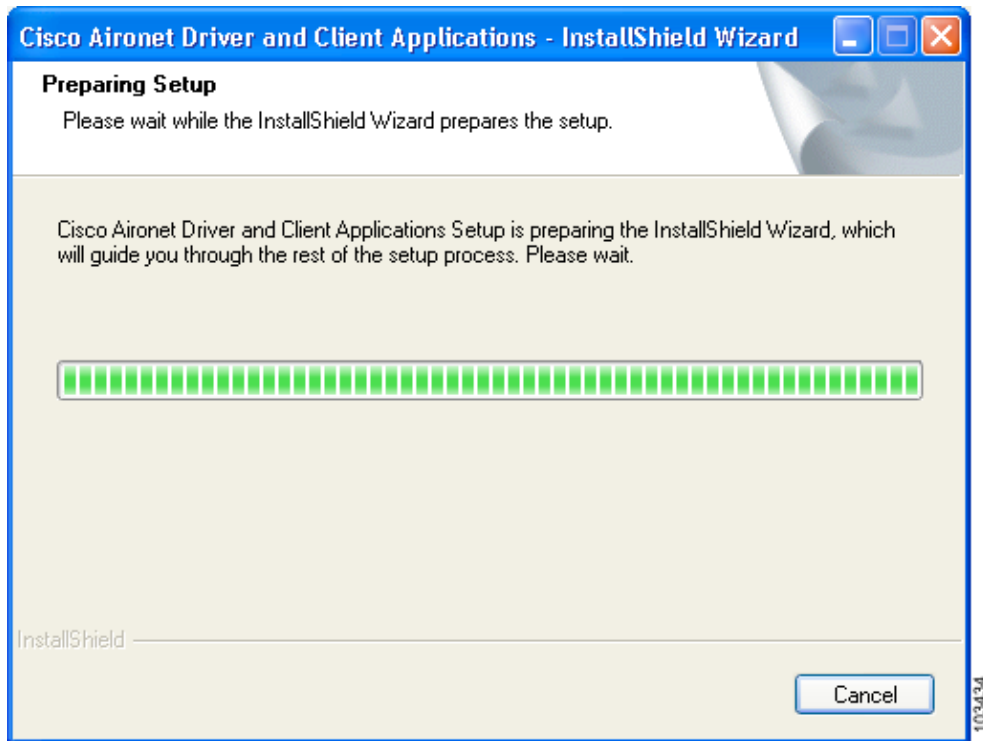 Cisco Aironet Driver and Client Applications - InstallShield Wizard
Preparing Setup
Please wait while the InstallShield Wizard prepares the setup.
Cisco Aironet Driver and Client Applications Setup is preparing the InstallShield Wizard, which
will guide you through the rest of the setup process. Please wait.
InstallShield
Cancel
103434